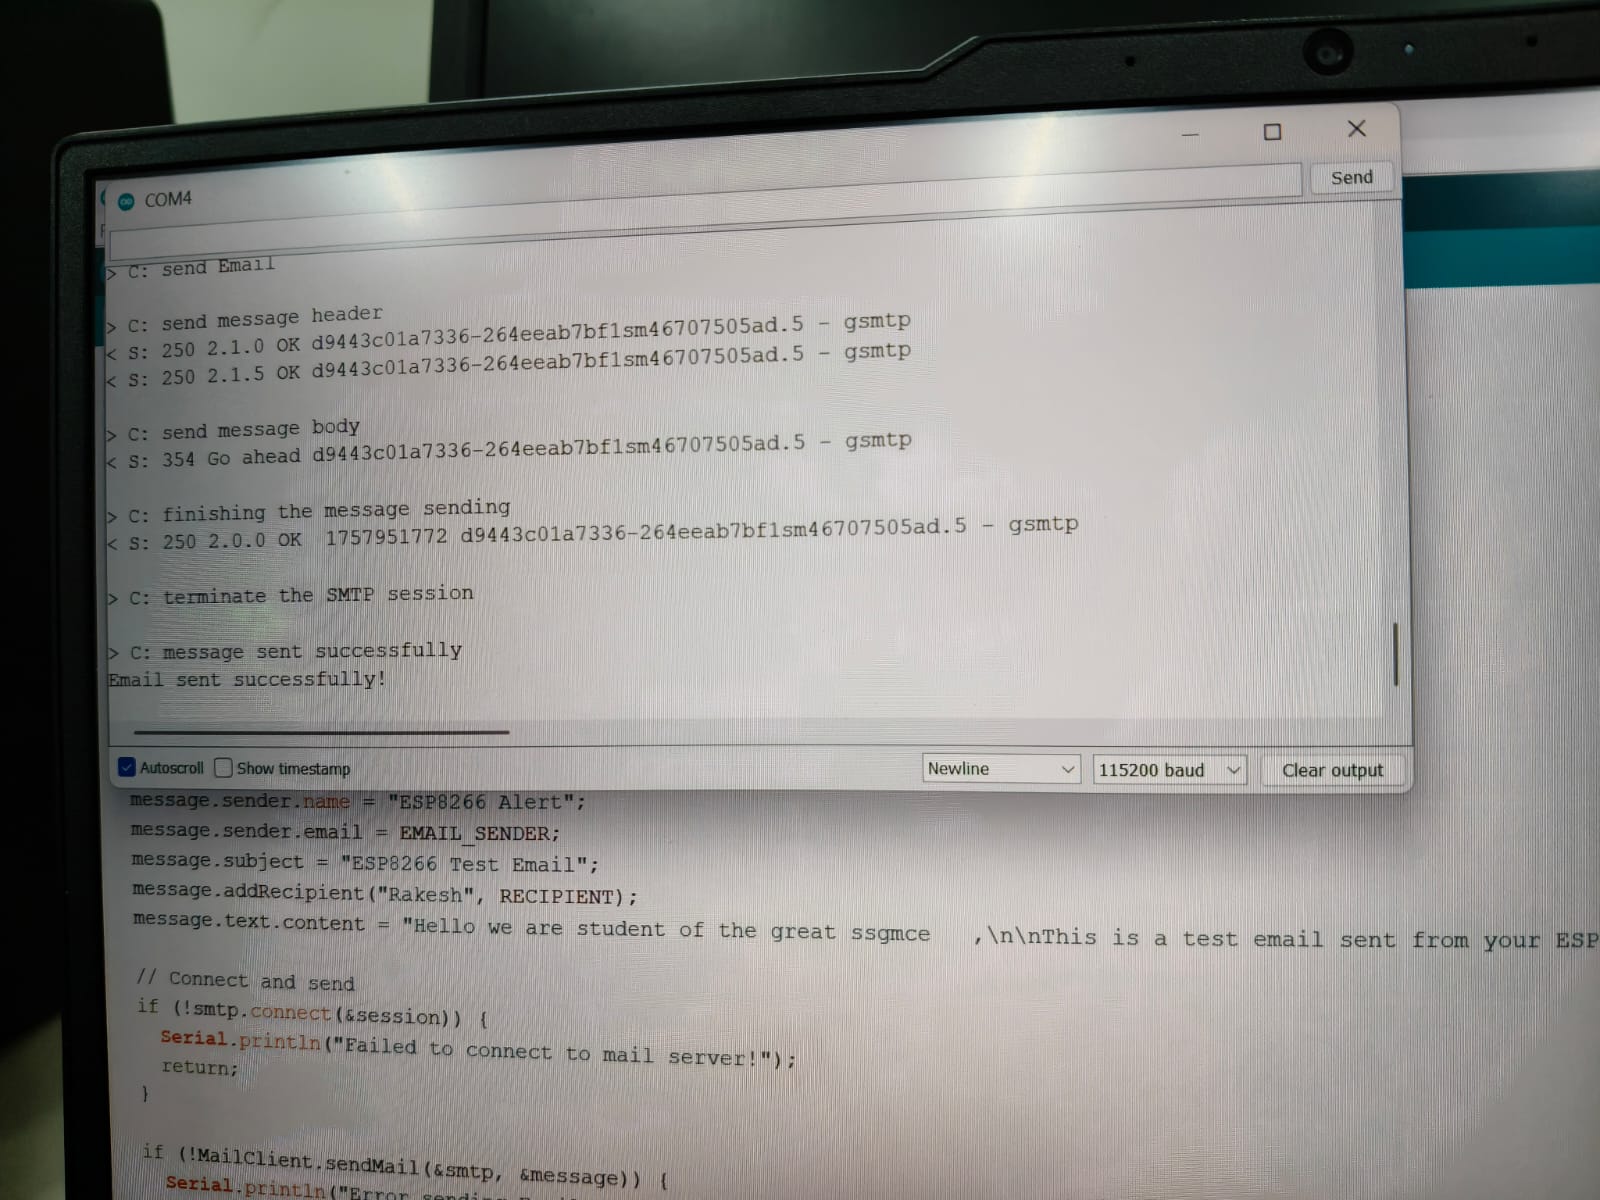 COM4
Send
> C: send Email
> C: send message header
< S: 250 2.1.0 OK d9443c01a7336-264eeab7bf1sm46707505ad.5 - gsmtp
< S: 250 2.1.5 OK d9443c01a7336-264eeab7bf1sm46707505ad.5 - gsmtp
> C: send message body
< S: 354 Go ahead d9443c01a7336-264eeab7bf1sm46707505ad.5 - gsmtp
> C: finishing the message sending
< S: 250 2.0.0 OK  1757951772 d9443c01a7336-264eeab7bf1sm46707505ad.5 - gsmtp
> C: terminate the SMTP session
> C: message sent successfully
Email sent successfully!
Autoscroll Show timestamp Newline 115200 baud Clear output
message.sender.name = "ESP8266 Alert";
message.sender.email = EMAIL_SENDER;
message.subject = "ESP8266 Test Email";
message.addRecipient("Rakesh", RECIPIENT);
message.text.content = "Hello we are student of the great ssgmce   ,\n\nThis is a test email sent from your ESP
// Connect and send
if (!smtp.connect(&session)) {
Serial.println("Failed to connect to mail server!");
return;
}
if (!MailClient.sendMail(&smtp, &message)) {
Serial.println("Error